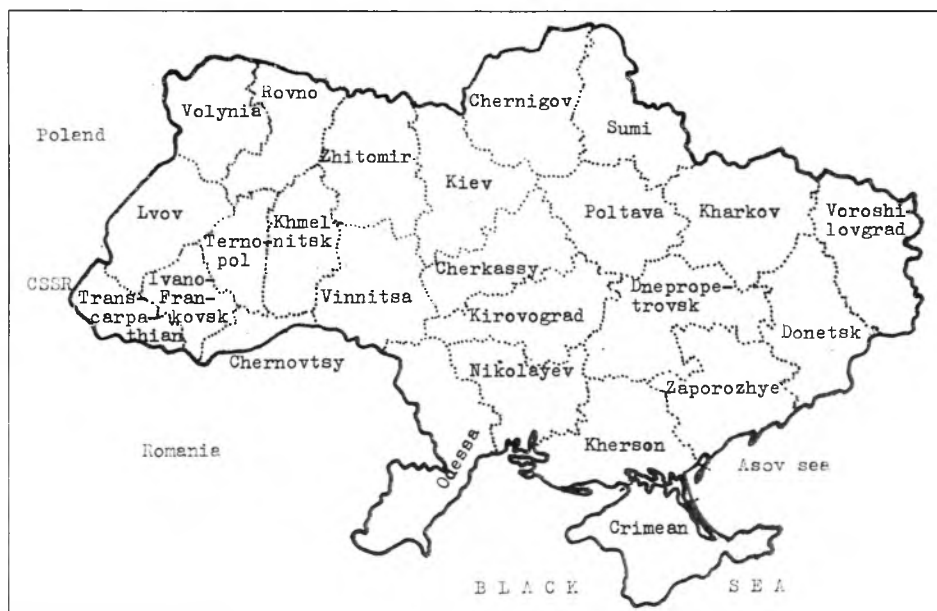 Rovno
Volynia
Chernigov
Sumi
Poland
Zhitomir
Kiev
Lvov
Khmel-
nitsk
Terno-
pol
Poltava
Kharkov
Voroshi-
lovgrad
Cherkassy
CSSR
Ivano-
Fran-
kovsk
Trans-
carpa-
thian
Vinnitsa
Dnepropet-
rovsk
Kirovograd
Donetsk
Chernovtsy
Nikolayev
Zaporozhye
Romania
Odessa
Kherson
Asov sea
Crimean
BLACK SEA